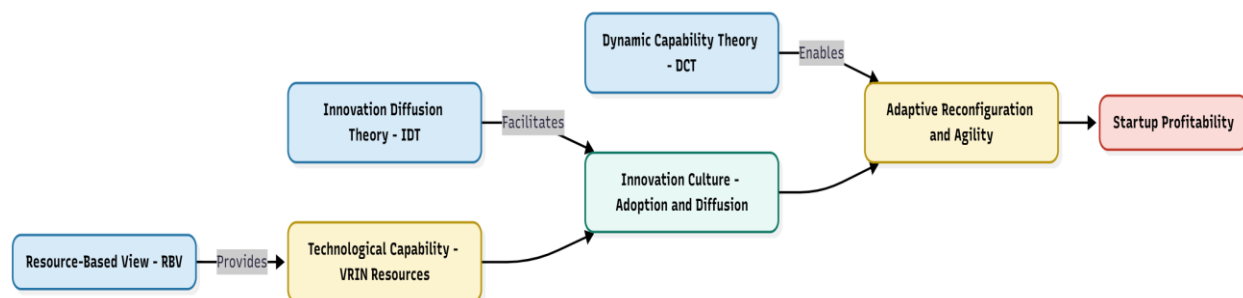 Dynamic Capability Theory
- DCT
Enables
Innovation Diffusion
Theory - IDT
Facilitates
Adaptive Reconfiguration
and Agility
Startup Profitability
Innovation Culture -
Adoption and Diffusion
Resource-Based View - RBV
Provides
Technological Capability -
VRIN Resources